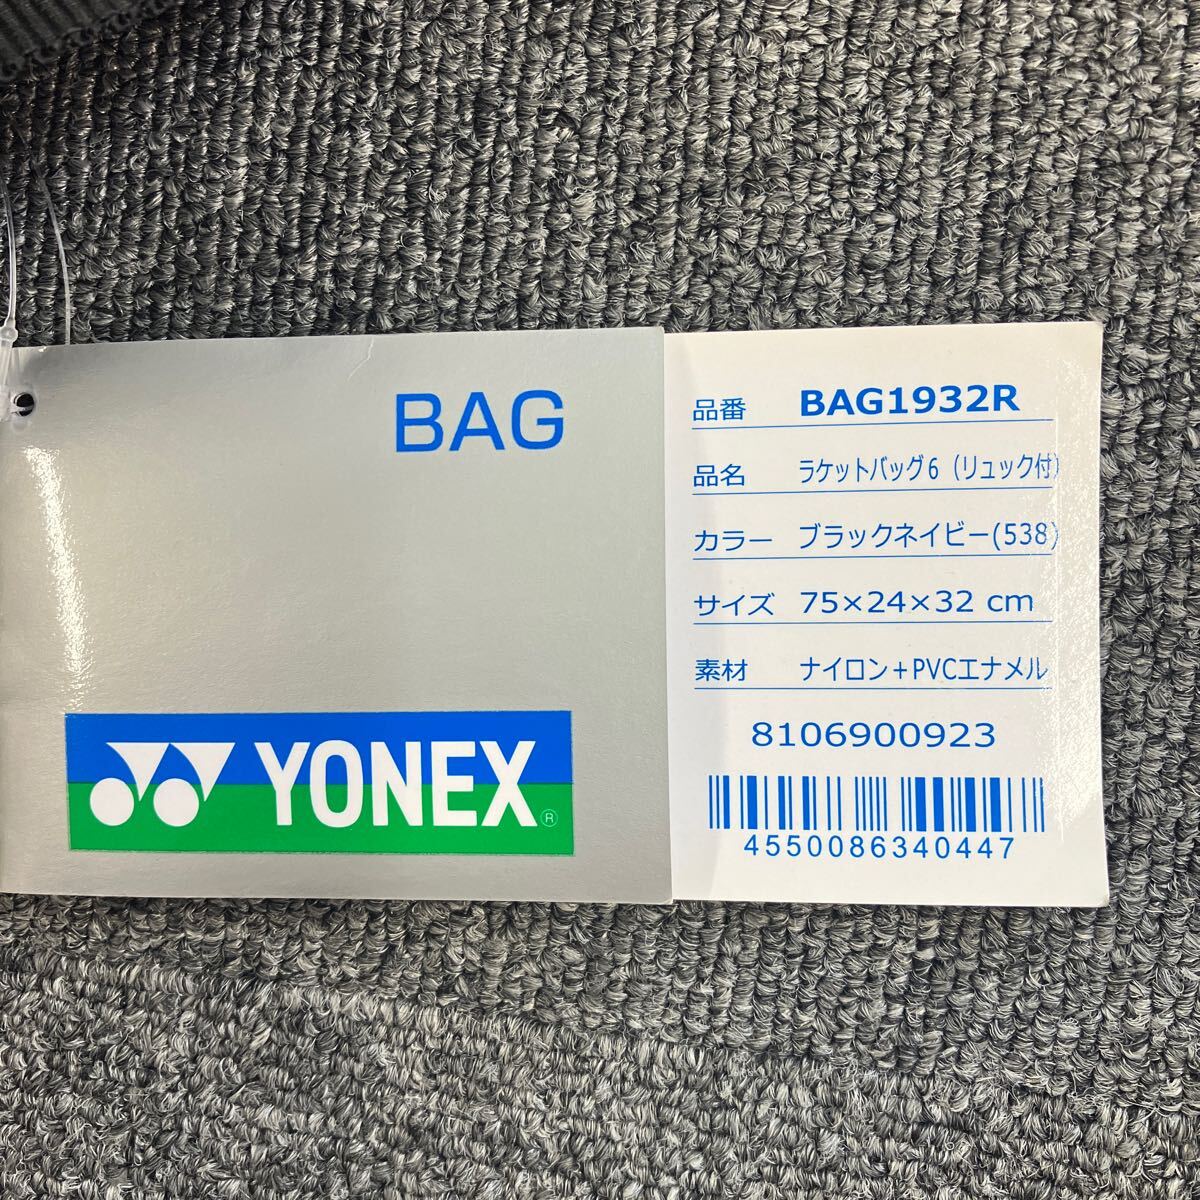 BAG
YONEX®
品番 BAG1932R
品名 ラケットバッグ6（リュック付）
カラー ブラックネイビー(538)
サイズ 75×24×32 cm
素材 ナイロン+PVCエナメル
8106900923
4550086340447